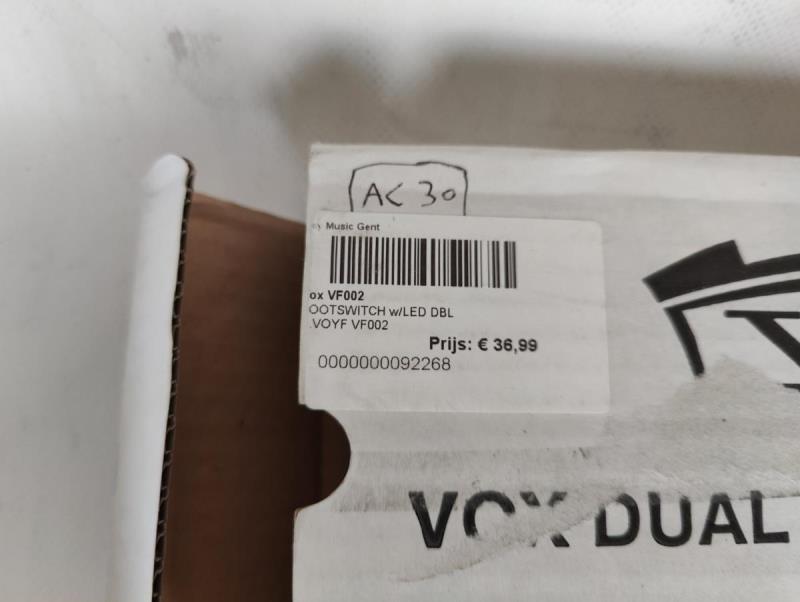 AC 30
Music Gent
ox VF002
OOTSWITCH w/LED DBL
.VOYF VF002
Prijs: € 36,99
0000000092268
VOX DUAL